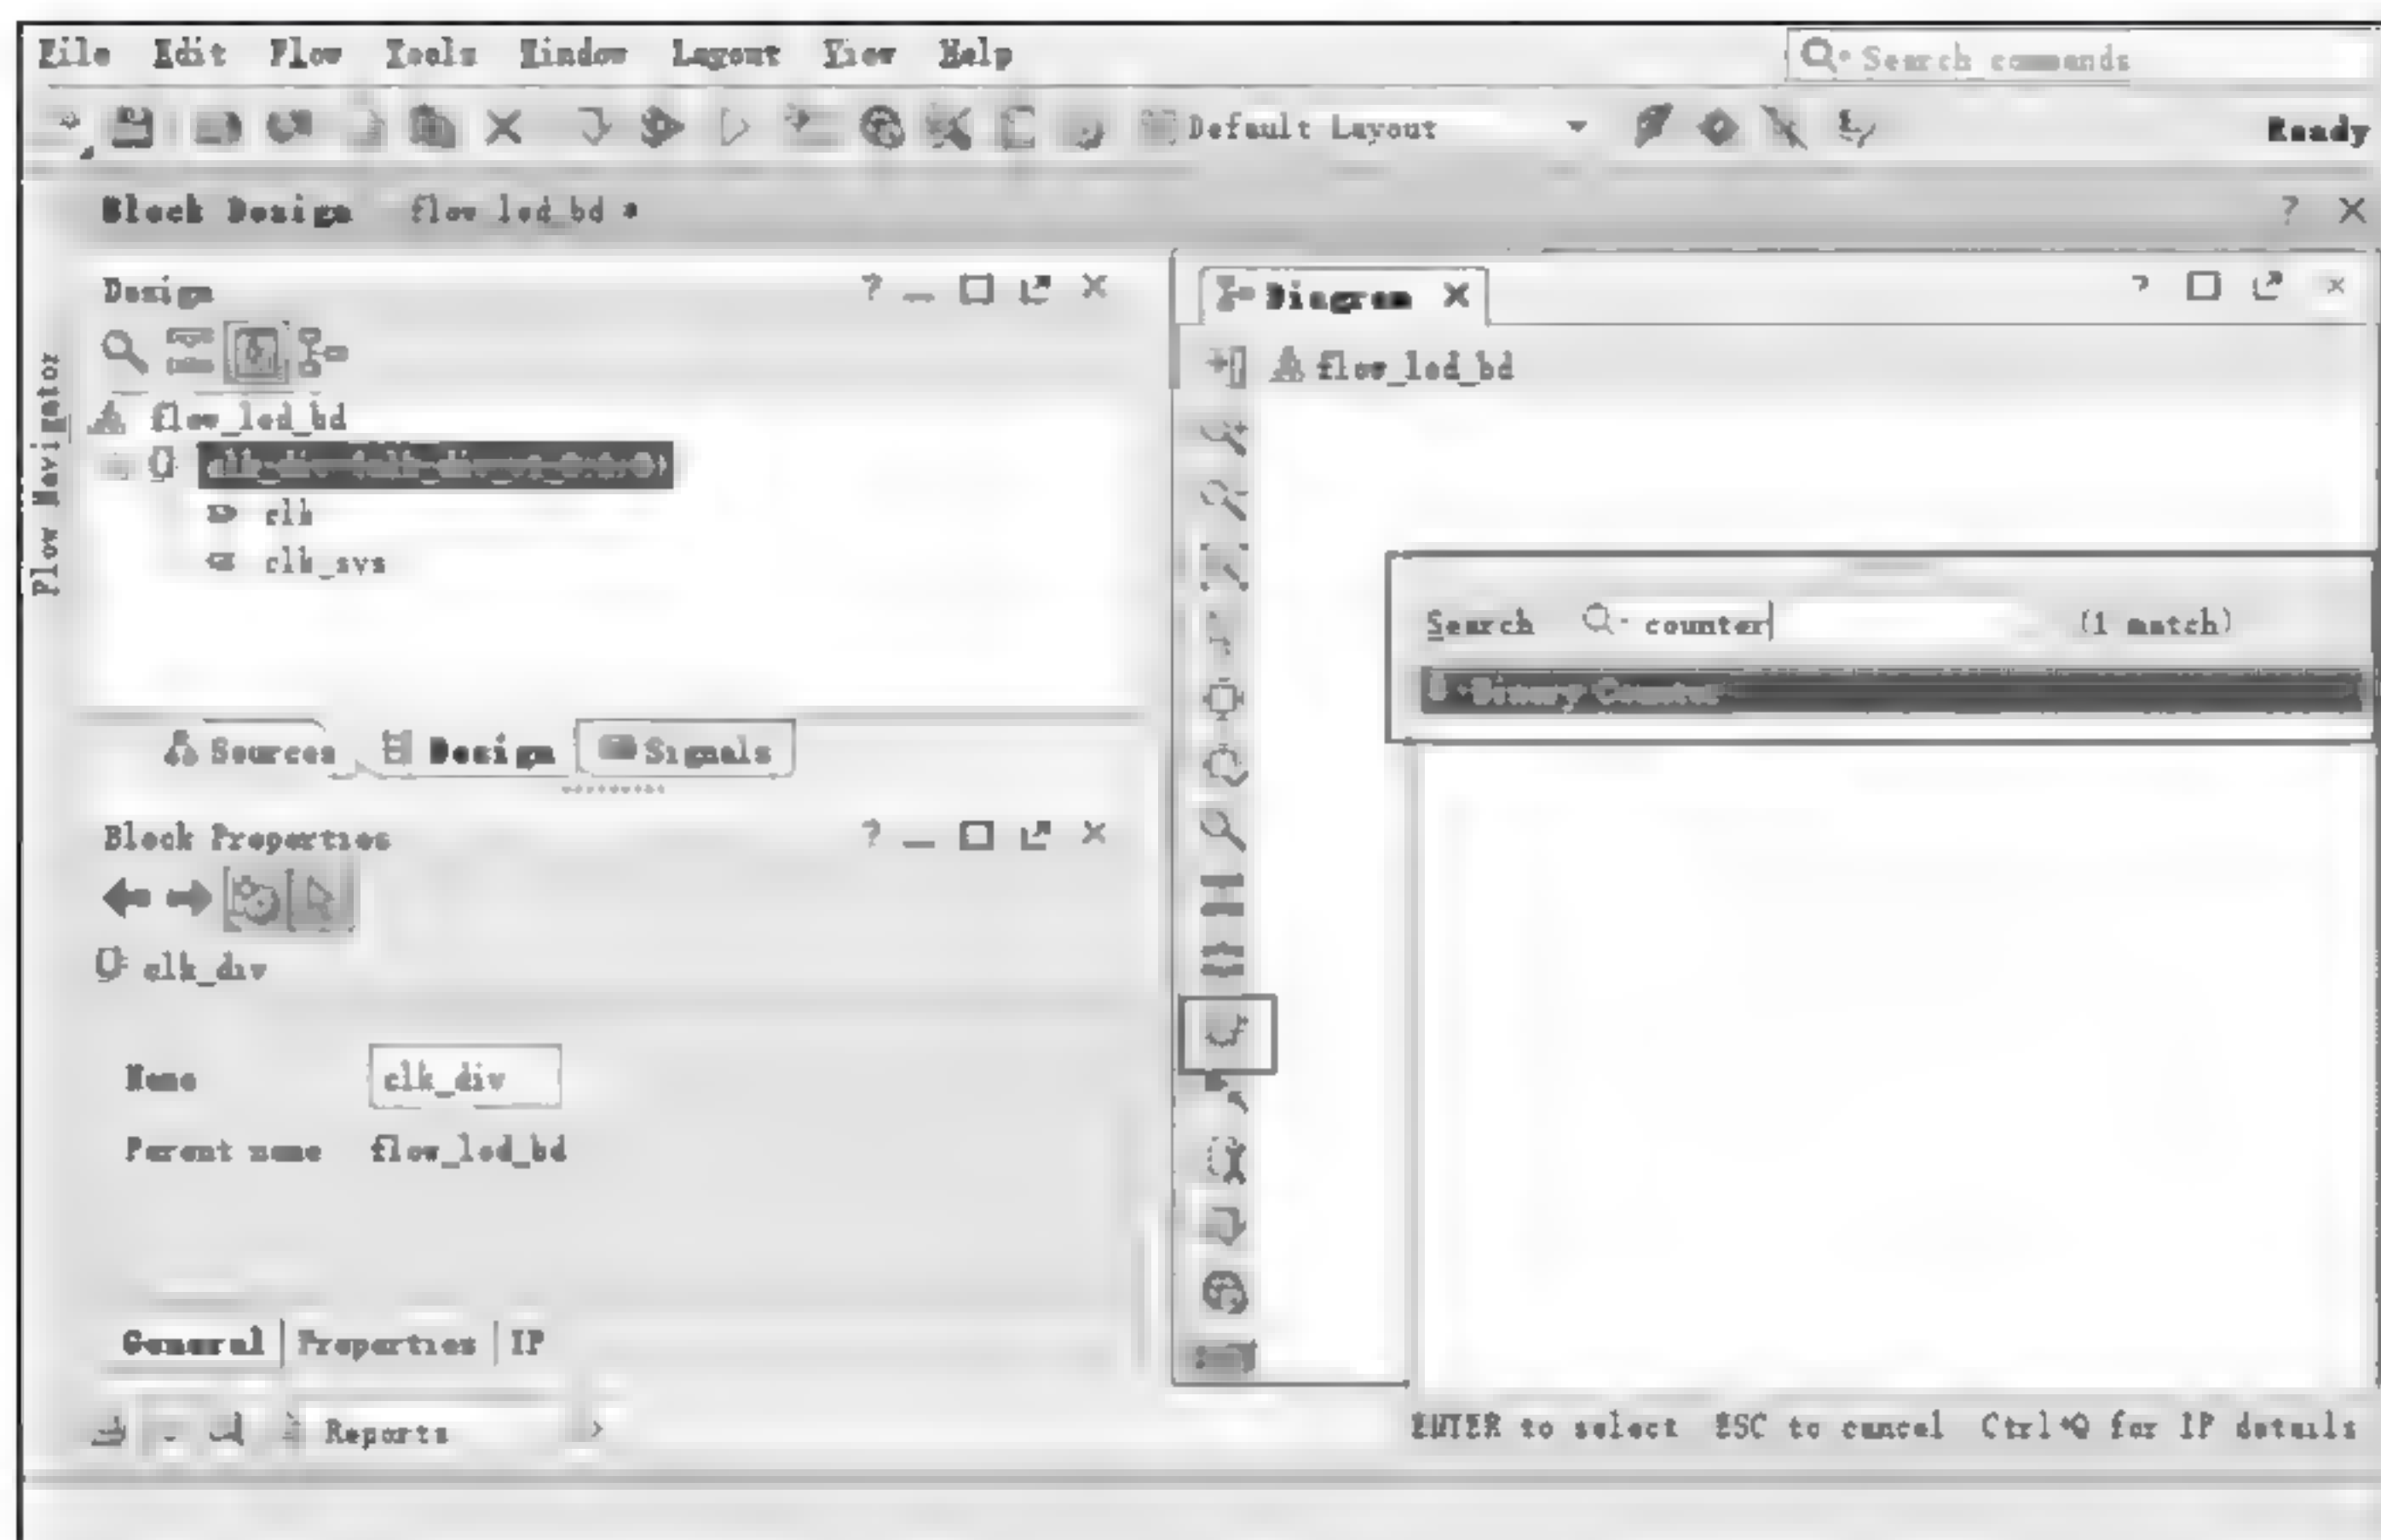 File Edit Flow Tools Window Layout View Help
Search commands
Default Layout
Ready
Block Design flow_led_bd *
Design
Diagram
flow_led_bd
Flow Navigator
flow_led_bd
clk
clk_sys
Search counter (1 match)
Binary Counter
Sources Design Signals
Block Properties
clk_div
Name clk_div
Parent name flow_led_bd
General Properties IP
Reports
ENTER to select ESC to cancel Ctrl+Q for IP details